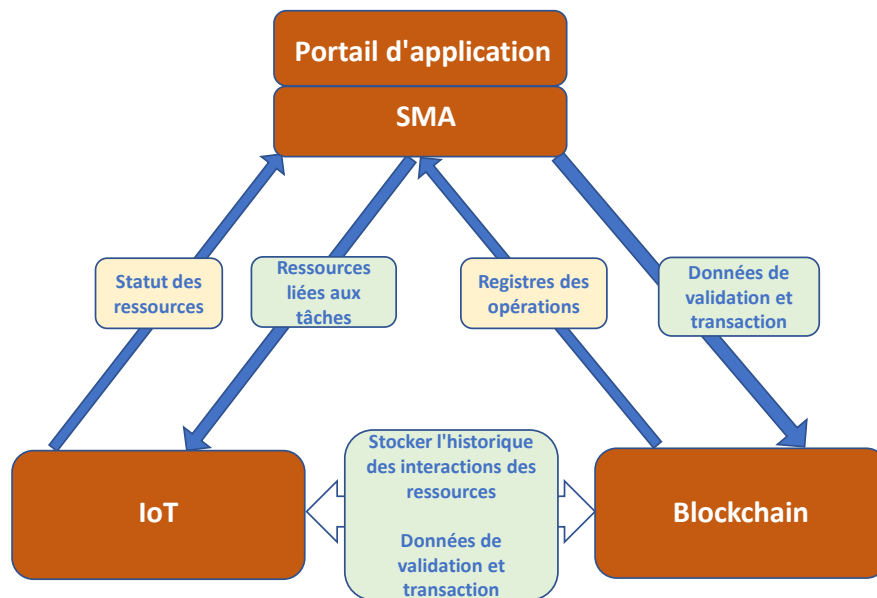 Portail d'application
SMA
Statut des
ressources
Ressources
liées aux
tâches
Registres des
opérations
Données de
validation et
transaction
IoT
Stocker l'historique
des interactions des
ressources
Données de
validation et
transaction
Blockchain